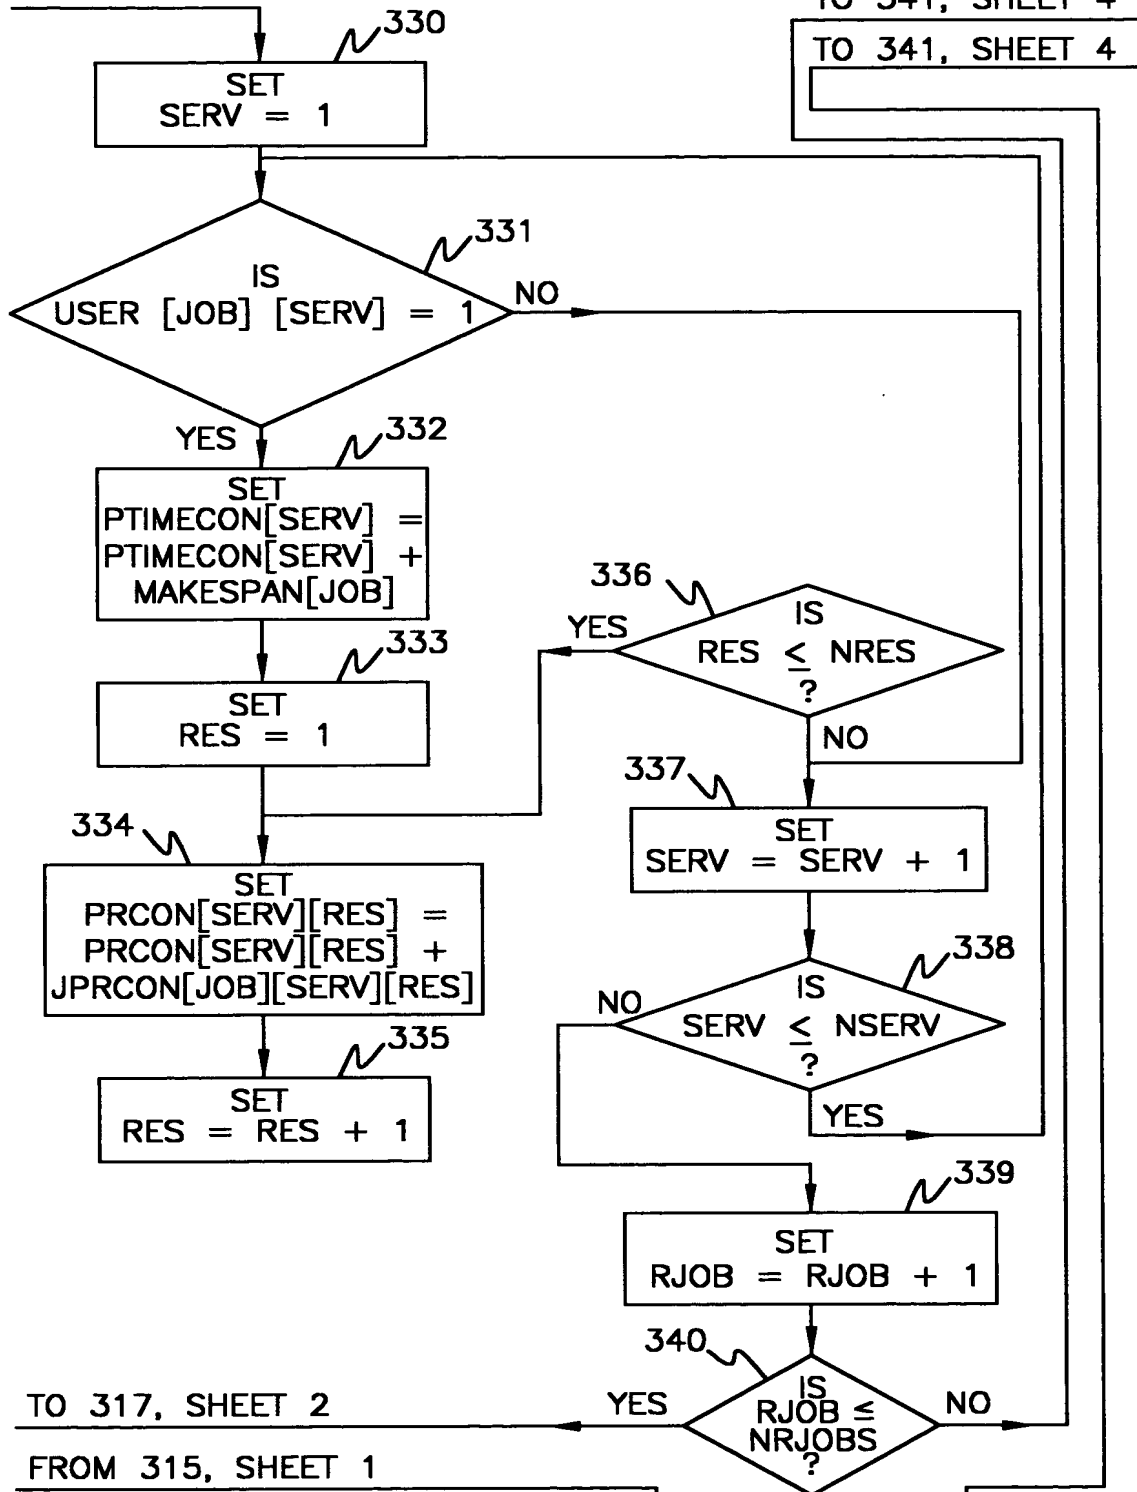 TO 341, SHEET 4
TO 341, SHEET 4
330
SET
SERV = 1
331
IS
USER [JOB] [SERV] = 1
NO
YES
332
SET
PTIMECON[SERV] =
PTIMECON[SERV] +
MAKESPAN[JOB]
333
SET
RES = 1
334
SET
PRCON[SERV][RES] =
PRCON[SERV][RES] +
JPRCON[JOB][SERV][RES]
335
SET
RES = RES + 1
336
IS
RES ≤ NRES
?
YES
NO
337
SET
SERV = SERV + 1
338
IS
SERV ≤ NSERV
?
NO
YES
339
SET
RJOB = RJOB + 1
340
IS
RJOB ≤
NRJOBS
?
YES
NO
TO 317, SHEET 2
FROM 315, SHEET 1